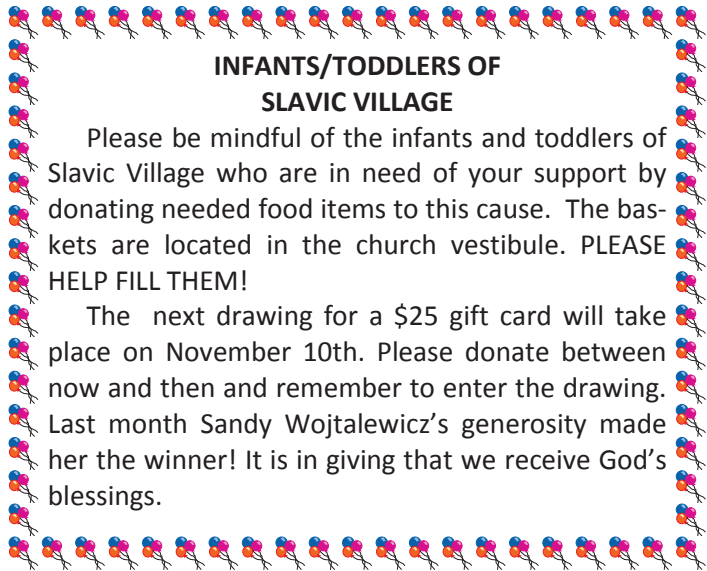 INFANTS/TODDLERS OF
SLAVIC VILLAGE
Please be mindful of the infants and toddlers of
Slavic Village who are in need of your support by
donating needed food items to this cause.  The bas-
kets are located in the church vestibule. PLEASE
HELP FILL THEM!
The  next drawing for a $25 gift card will take
place on November 10th. Please donate between
now and then and remember to enter the drawing.
Last month Sandy Wojtalewicz’s generosity made
her the winner! It is in giving that we receive God’s
blessings.